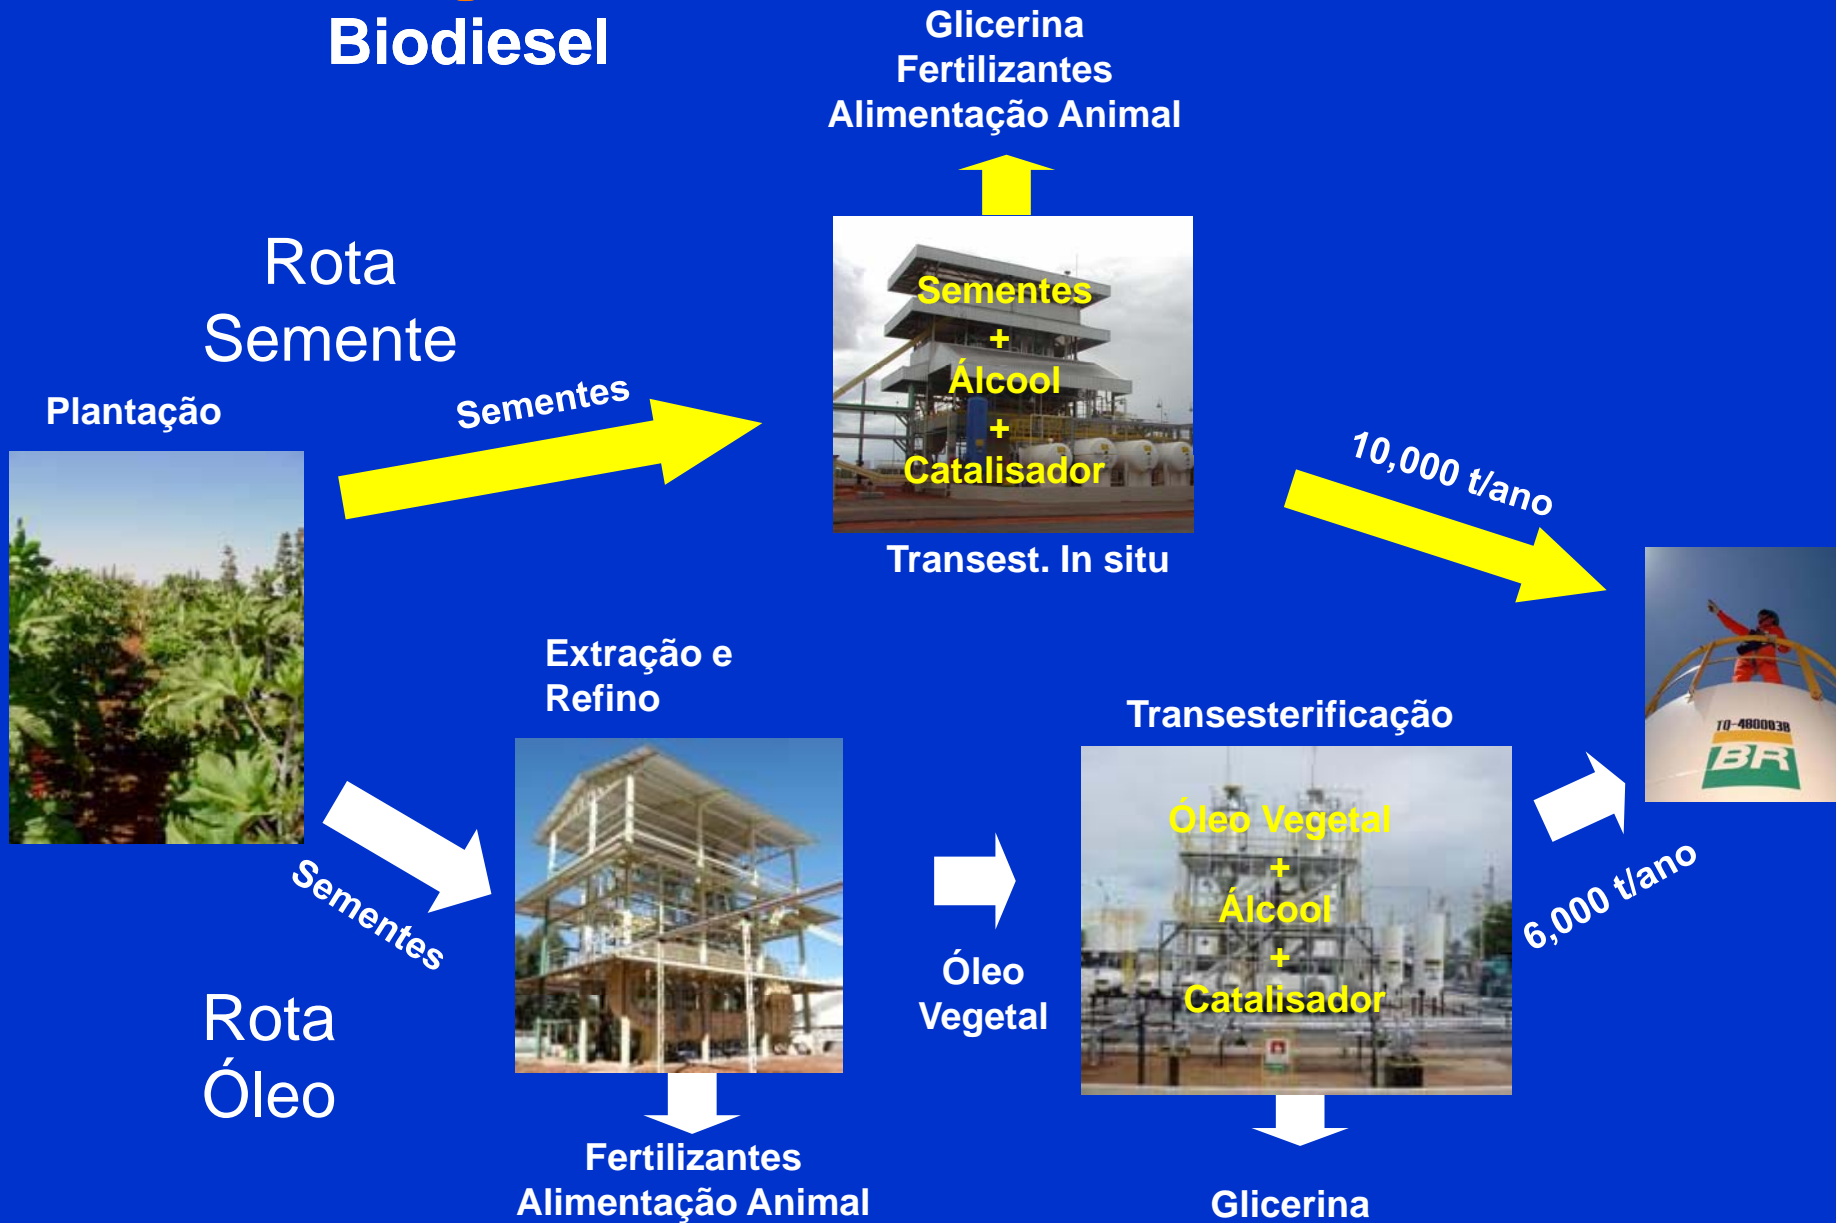 Biodiesel
Glicerina
Fertilizantes
Alimentação Animal
Rota
Semente
Plantação
Sementes
Sementes
+
Álcool
+
Catalisador
Transest. In situ
10,000 t/ano
Extração e
Refino
Transesterificação
TQ-4800038
BR
Óleo Vegetal
+
Álcool
+
Catalisador
Sementes
Óleo
Vegetal
6,000 t/ano
Rota
Óleo
Fertilizantes
Alimentação Animal
Glicerina